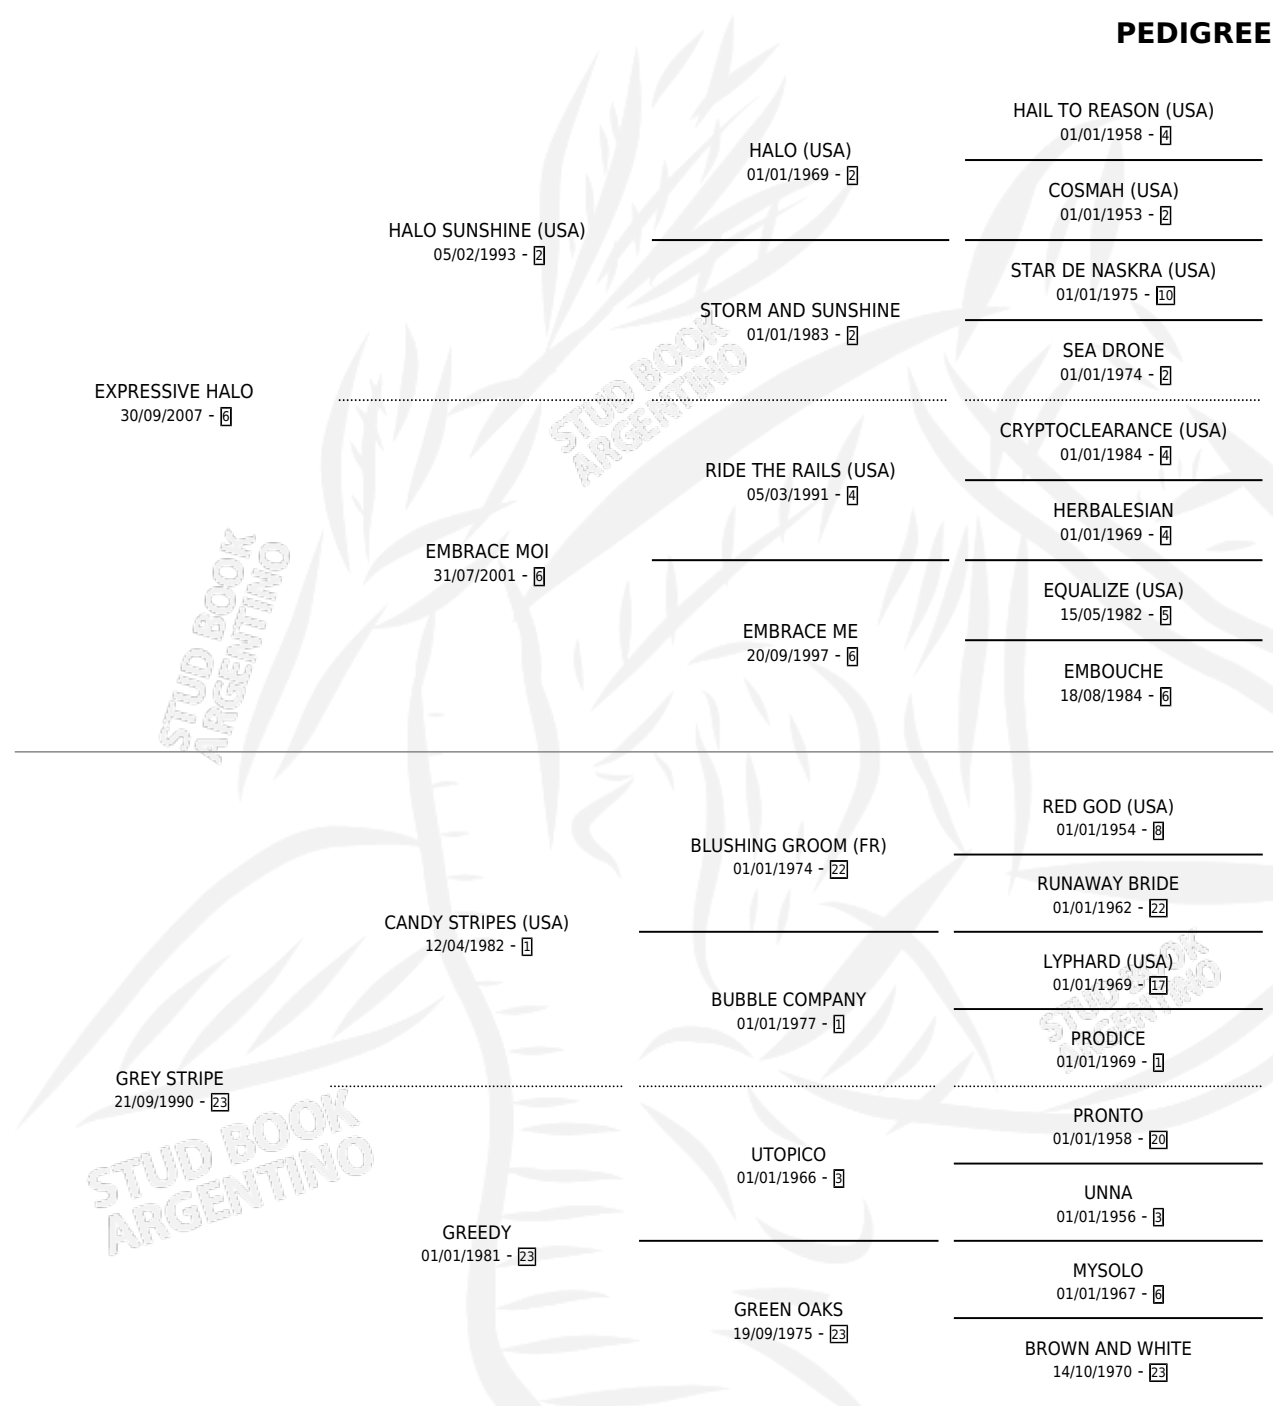 PEDIGREE
HAIL TO REASON (USA)
01/01/1958 - 4
HALO (USA)
01/01/1969 - 2
COSMAH (USA)
01/01/1953 - 2
HALO SUNSHINE (USA)
05/02/1993 - 2
STAR DE NASKRA (USA)
01/01/1975 - 10
STORM AND SUNSHINE
01/01/1983 - 2
SEA DRONE
01/01/1974 - 2
EXPRESSIVE HALO
30/09/2007 - 6
STUD BOOK
ARGENTINO
CRYPTOCLEARANCE (USA)
01/01/1984 - 4
RIDE THE RAILS (USA)
05/03/1991 - 4
HERBALESIAN
01/01/1969 - 4
EMBRACE MOI
31/07/2001 - 6
EQUALIZE (USA)
15/05/1982 - 5
EMBRACE ME
20/09/1997 - 6
EMBOUCHE
18/08/1984 - 6
STUD BOOK
ARGENTINO
RED GOD (USA)
01/01/1954 - 8
BLUSHING GROOM (FR)
01/01/1974 - 22
RUNAWAY BRIDE
01/01/1962 - 22
CANDY STRIPES (USA)
12/04/1982 - 1
LYPHARD (USA)
01/01/1969 - 17
BUBBLE COMPANY
01/01/1977 - 1
STUD BOOK
ARGENTINO
PRODICE
01/01/1969 - 1
GREY STRIPE
21/09/1990 - 23
PRONTO
01/01/1958 - 20
UTOPICO
01/01/1966 - 3
STUD BOOK
ARGENTINO
UNNA
01/01/1956 - 3
GREEDY
01/01/1981 - 23
MYSOLO
01/01/1967 - 6
GREEN OAKS
19/09/1975 - 23
BROWN AND WHITE
14/10/1970 - 23